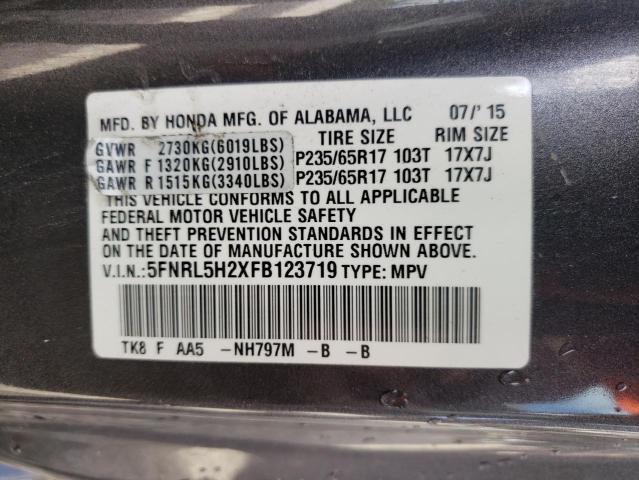 MFD. BY HONDA MFG. OF ALABAMA, LLC 07/'15
TIRE SIZE RIM SIZE
GVWR 2730KG(6019LBS)
GAWR F 1320KG(2910LBS) P235/65R17 103T 17X7J
GAWR R 1515KG(3340LBS) P235/65R17 103T 17X7J
THIS VEHICLE CONFORMS TO ALL APPLICABLE
FEDERAL MOTOR VEHICLE SAFETY
AND THEFT PREVENTION STANDARDS IN EFFECT
ON THE DATE OF MANUFACTURE SHOWN ABOVE.
V.I.N.:5FNRL5H2XFB123719 TYPE: MPV
TK8 F AA5 -NH797M -B -B